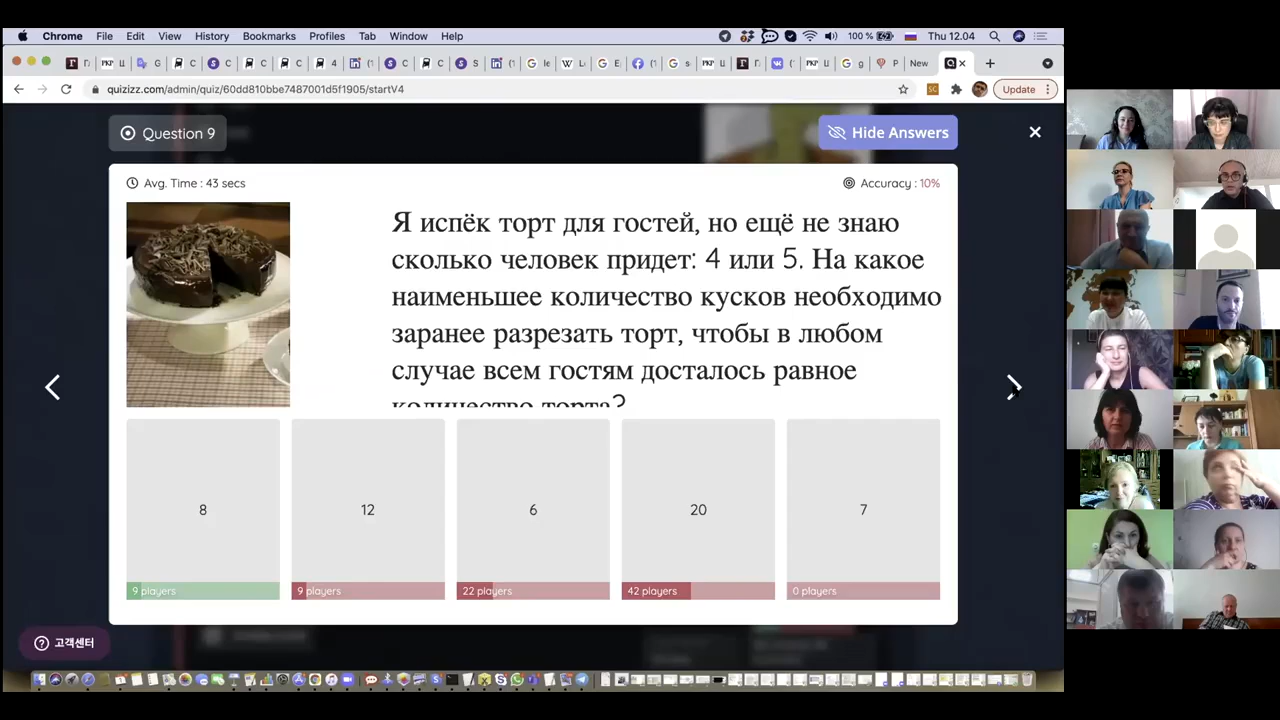 Chrome File Edit View History Bookmarks Profiles Tab Window Help 100 % Thu 12.04
New
quizizz.com/admin/quiz/60dd810bbe7487001d5f1905/startV4
Update
Question 9
Hide Answers
Avg. Time : 43 secs
Accuracy : 10%
Я испёк торт для гостей, но ещё не знаю
сколько человек придет: 4 или 5. На какое
наименьшее количество кусков необходимо
заранее разрезать торт, чтобы в любом
случае всем гостям досталось равное
количество торта?
8
12
6
20
7
9 players
9 players
22 players
42 players
0 players
고객센터